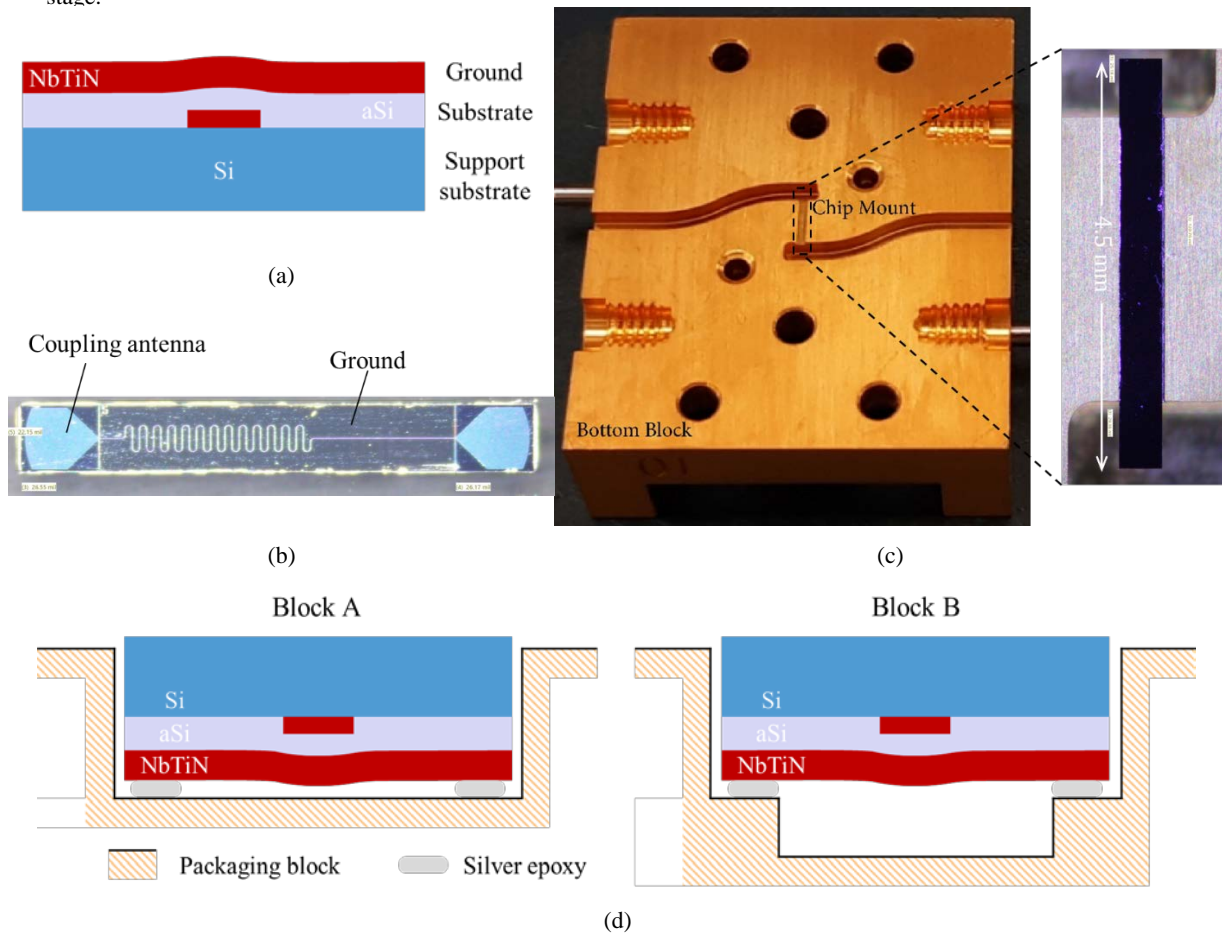 stage.
NbTiN
Ground
aSi
Substrate
Si
Support
substrate
(a)
Coupling antenna
Ground
(b)
Chip Mount
Bottom Block
01
4.5 mm
(c)
Block A
Block B
Si
aSi
NbTiN
Si
aSi
NbTiN
Packaging block
Silver epoxy
(d)